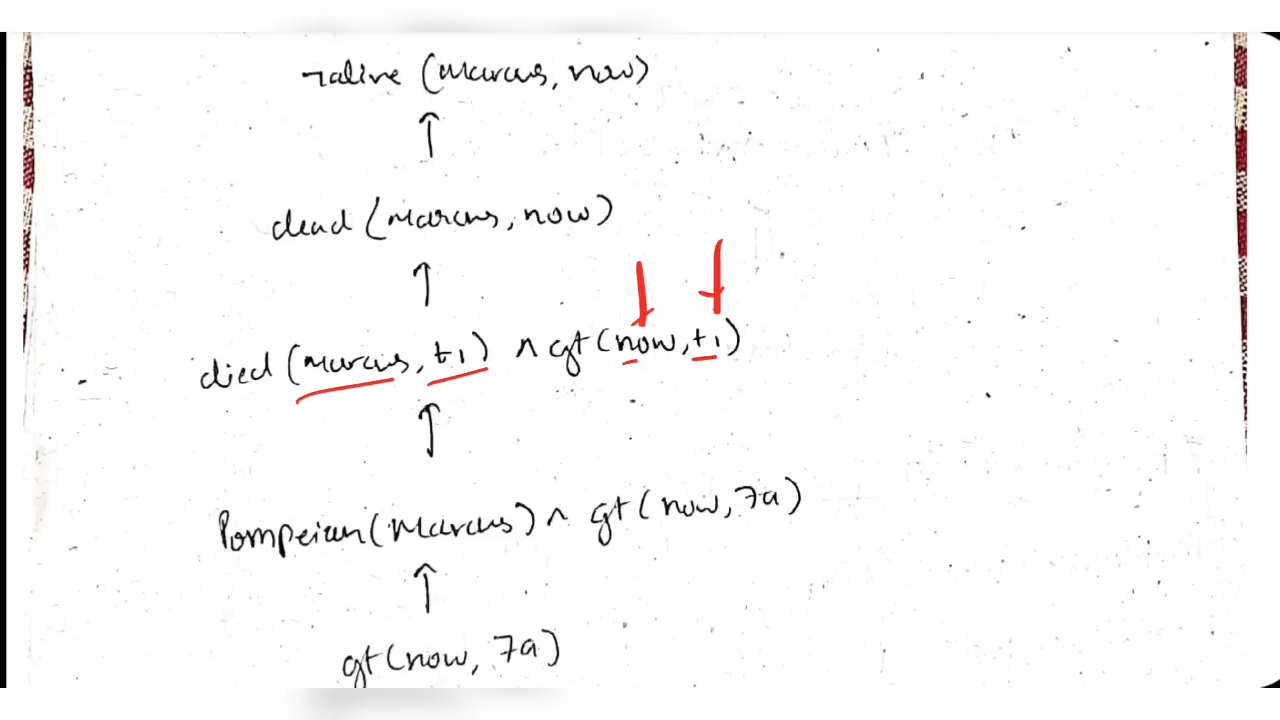 ¬alive (Marcus, now)
↑
dead (Marcus, now)
↑
died (Marcus, t1) ∧ gt (now, t1)
↑
Pompeian (Marcus) ∧ gt (now, 79)
↑
gt (now, 79)